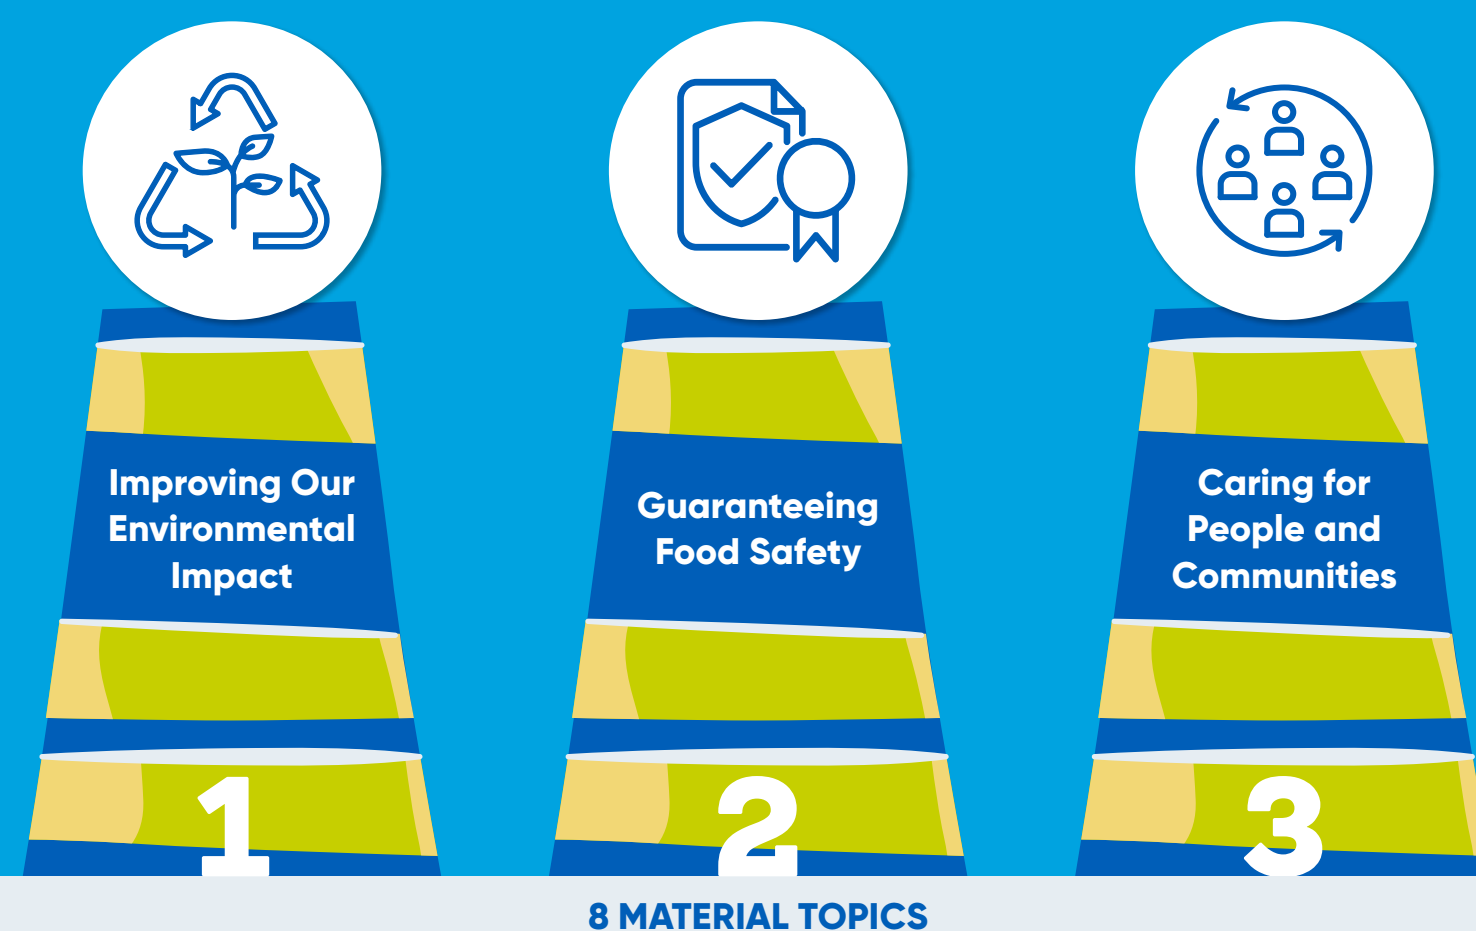 Improving Our
Environmental
Impact
Guaranteeing
Food Safety
Caring for
People and
Communities
1
2
3
8 MATERIAL TOPICS